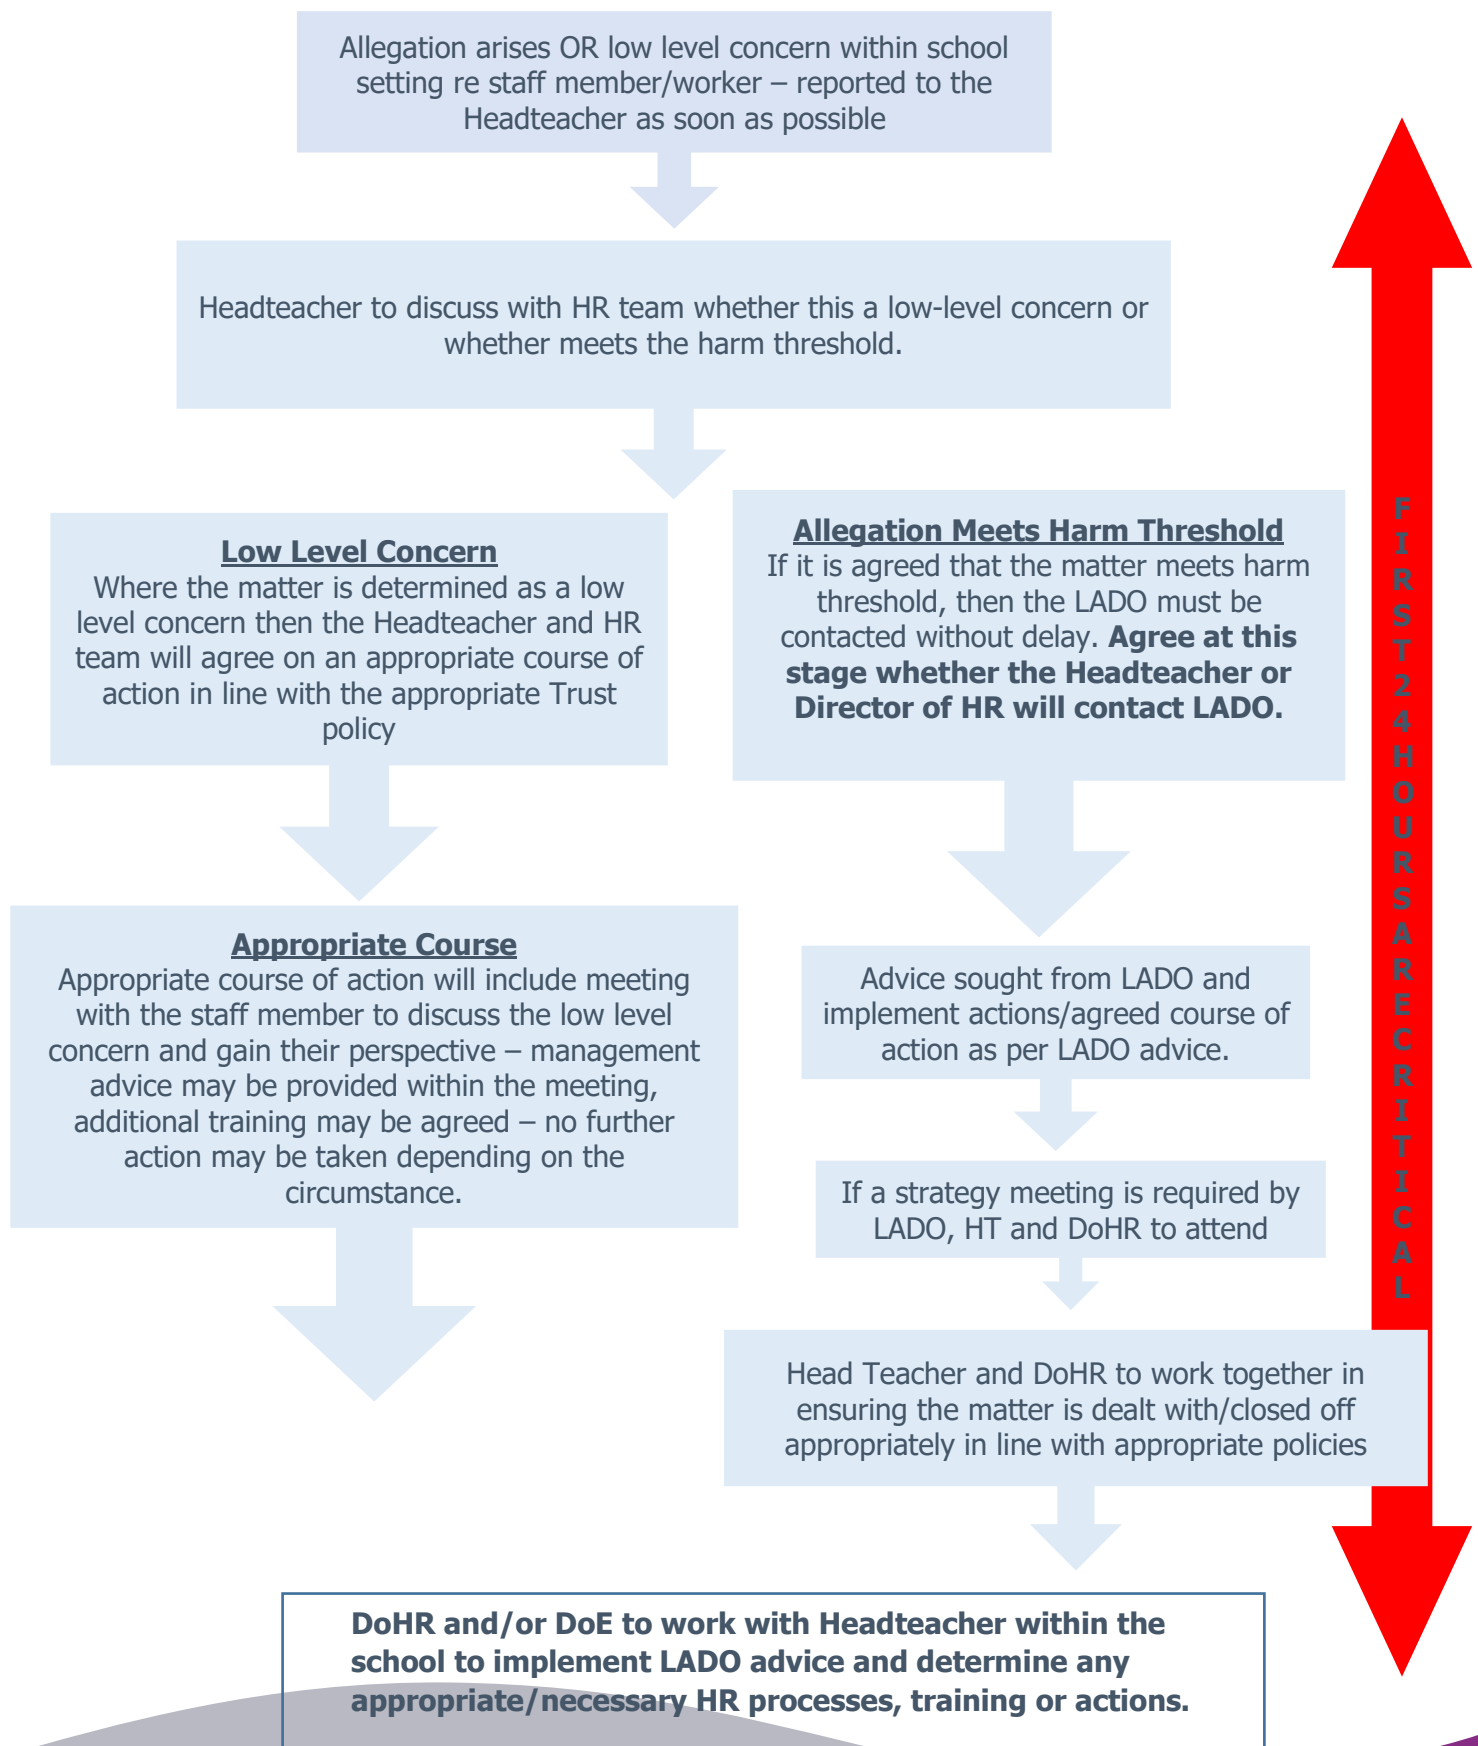 Allegation arises OR low level concern within school
setting re staff member/worker – reported to the
Headteacher as soon as possible
Headteacher to discuss with HR team whether this a low-level concern or
whether meets the harm threshold.
Low Level Concern
Where the matter is determined as a low
level concern then the Headteacher and HR
team will agree on an appropriate course of
action in line with the appropriate Trust
policy
Allegation Meets Harm Threshold
If it is agreed that the matter meets harm
threshold, then the LADO must be
contacted without delay. Agree at this
stage whether the Headteacher or
Director of HR will contact LADO.
Appropriate Course
Appropriate course of action will include meeting
with the staff member to discuss the low level
concern and gain their perspective – management
advice may be provided within the meeting,
additional training may be agreed – no further
action may be taken depending on the
circumstance.
Advice sought from LADO and
implement actions/agreed course of
action as per LADO advice.
If a strategy meeting is required by
LADO, HT and DoHR to attend
Head Teacher and DoHR to work together in
ensuring the matter is dealt with/closed off
appropriately in line with appropriate policies
DoHR and/or DoE to work with Headteacher within the
school to implement LADO advice and determine any
appropriate/necessary HR processes, training or actions.
FIRST24HOURSARECRITICAL